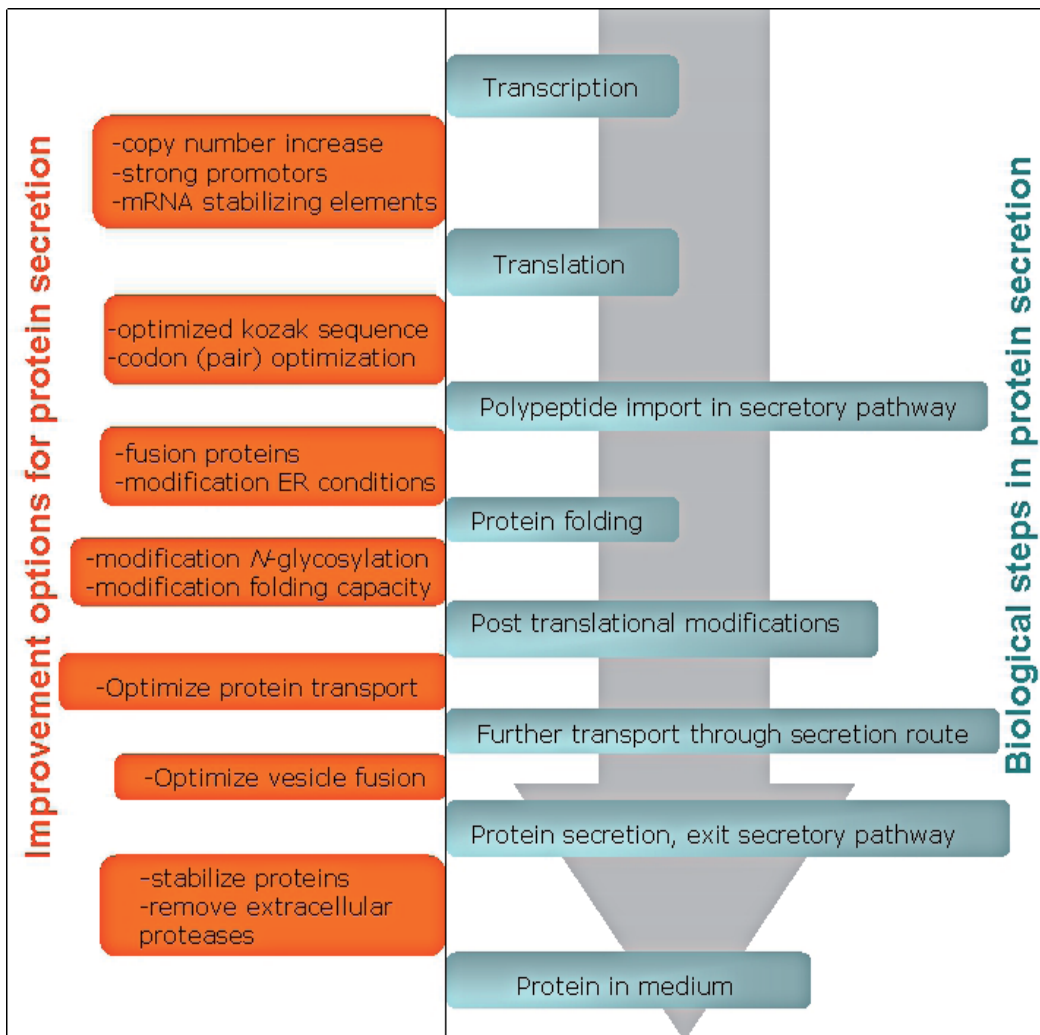 Improvement options for protein secretion
Transcription
-copy number increase
-strong promotors
-mRNA stabilizing elements
Translation
-optimized kozak sequence
-codon (pair) optimization
Polypeptide import in secretory pathway
-fusion proteins
-modification ER conditions
Protein folding
-modification N-glycosylation
-modification folding capacity
Post translational modifications
-Optimize protein transport
Further transport through secretion route
-Optimize vesicle fusion
Protein secretion, exit secretory pathway
-stabilize proteins
-remove extracellular
proteases
Protein in medium
Biological steps in protein secretion